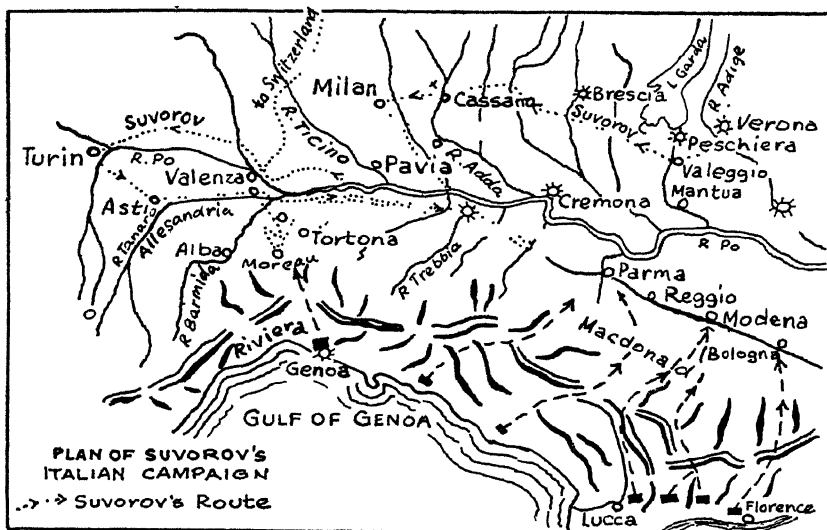 to Switzerland
Milan
Cassano
Brescia
L Garda
R Adige
Suvorov
R. Ticino
Suvorov
Verona
Peschiera
Turin
R. Po
Valenza
Pavia
R. Adda
Valeggio
Mantua
Asti
R Tanaro
Allesandria
Cremona
Alba
Tortona
R Trebbia
R Po
Moreau
R Barmida
Parma
Reggio
Modena
Macdonald
Bologna
Riviera
Genoa
GULF OF GENOA
PLAN OF SUVOROV'S
ITALIAN CAMPAIGN
Suvorov's Route
Lucca
Florence